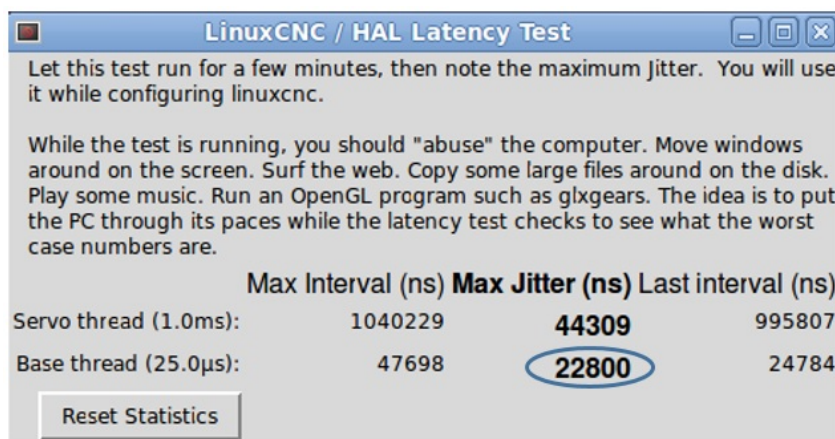 LinuxCNC / HAL Latency Test
Let this test run for a few minutes, then note the maximum Jitter.  You will use
it while configuring linuxcnc.
While the test is running, you should "abuse" the computer. Move windows
around on the screen. Surf the web. Copy some large files around on the disk.
Play some music. Run an OpenGL program such as glxgears. The idea is to put
the PC through its paces while the latency test checks to see what the worst
case numbers are.
Max Interval (ns) Max Jitter (ns) Last interval (ns)
Servo thread (1.0ms): 1040229 44309 995807
Base thread (25.0µs): 47698 22800 24784
Reset Statistics